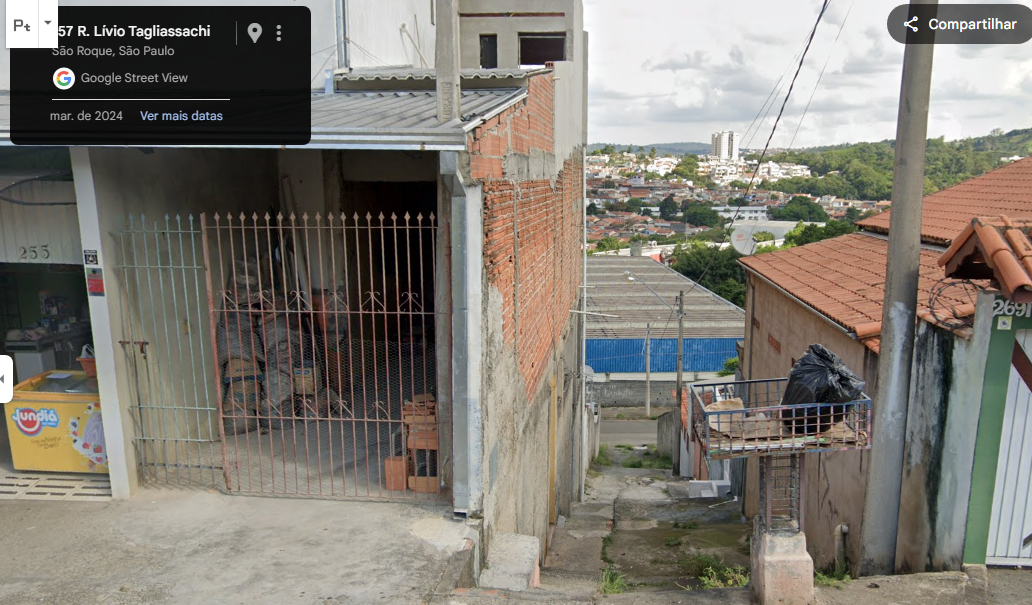 Pt
57 R. Lívio Tagliassachi
São Roque, São Paulo
Google Street View
mar. de 2024
Ver mais datas
Compartilhar
255
Jundiá
269